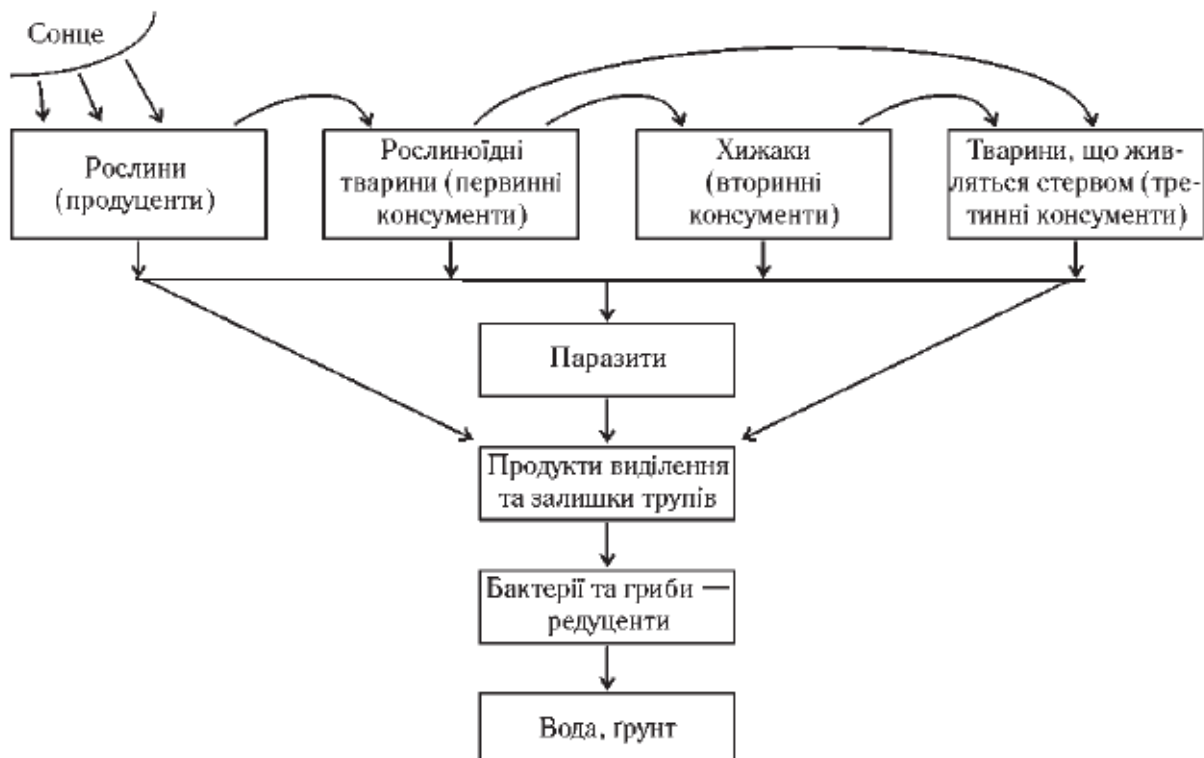 Сонце
Рослини
(продуценти)
Рослиноїдні
тварини (первинні
консументи)
Хижаки
(вторинні
консументи)
Тварини, що жив-
ляться стервом (тре-
тинні консументи)
Паразити
Продукти виділення
та залишки трупів
Бактерії та гриби —
редуценти
Вода, ґрунт